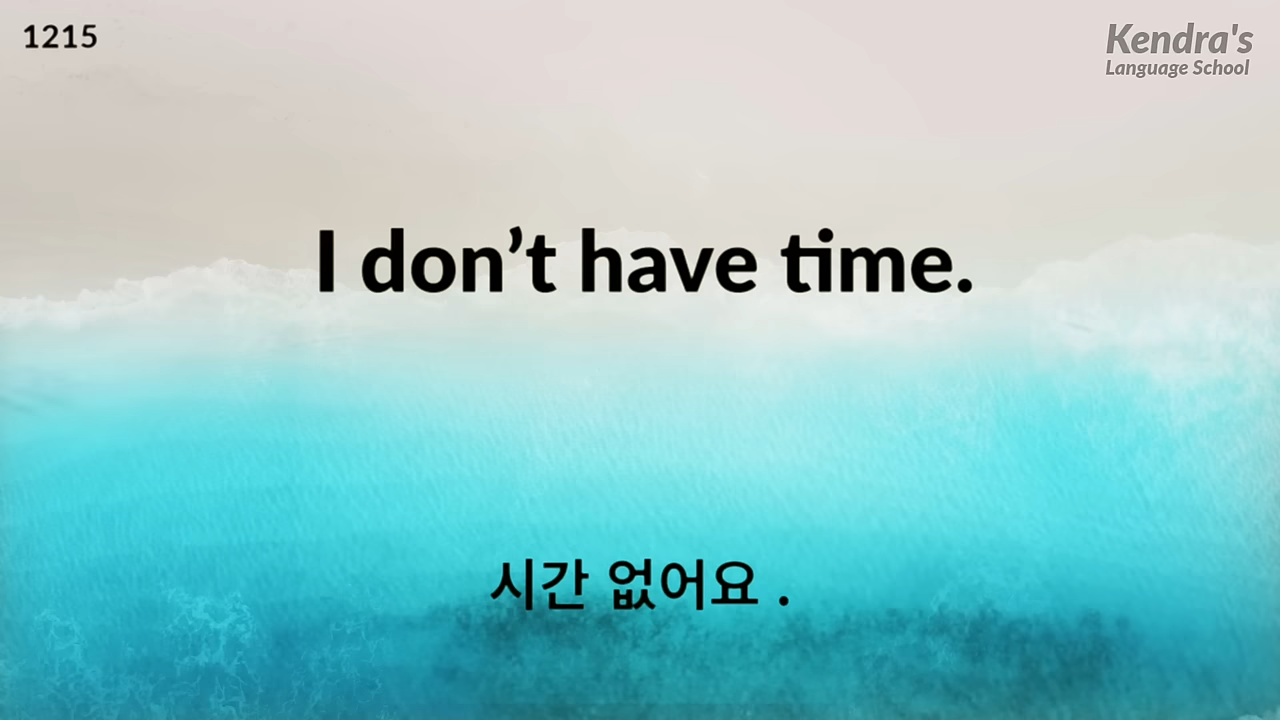 1215
Kendra's
Language School
I don’t have time.
시간 없어요 .